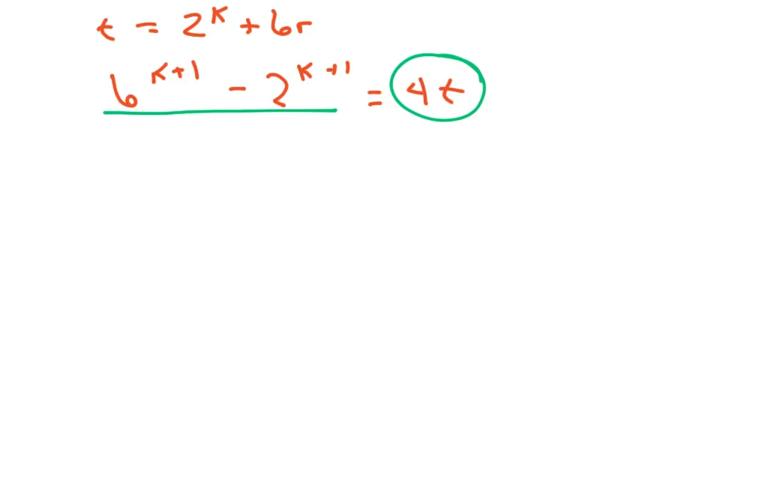 t = 2^k + 6r
6^k+1 - 2^k+1 = 4t